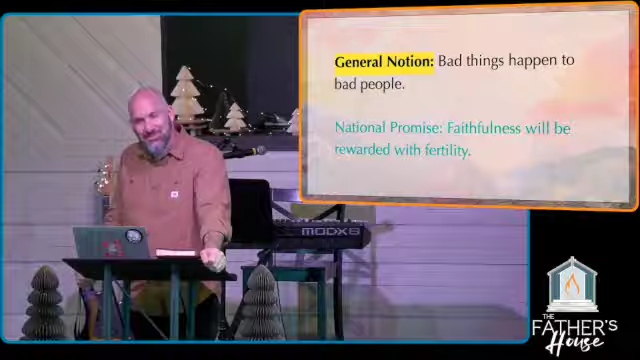 General Notion: Bad things happen to
bad people.
National Promise: Faithfulness will be
rewarded with fertility.
MODX8
THE
FATHER'S
House